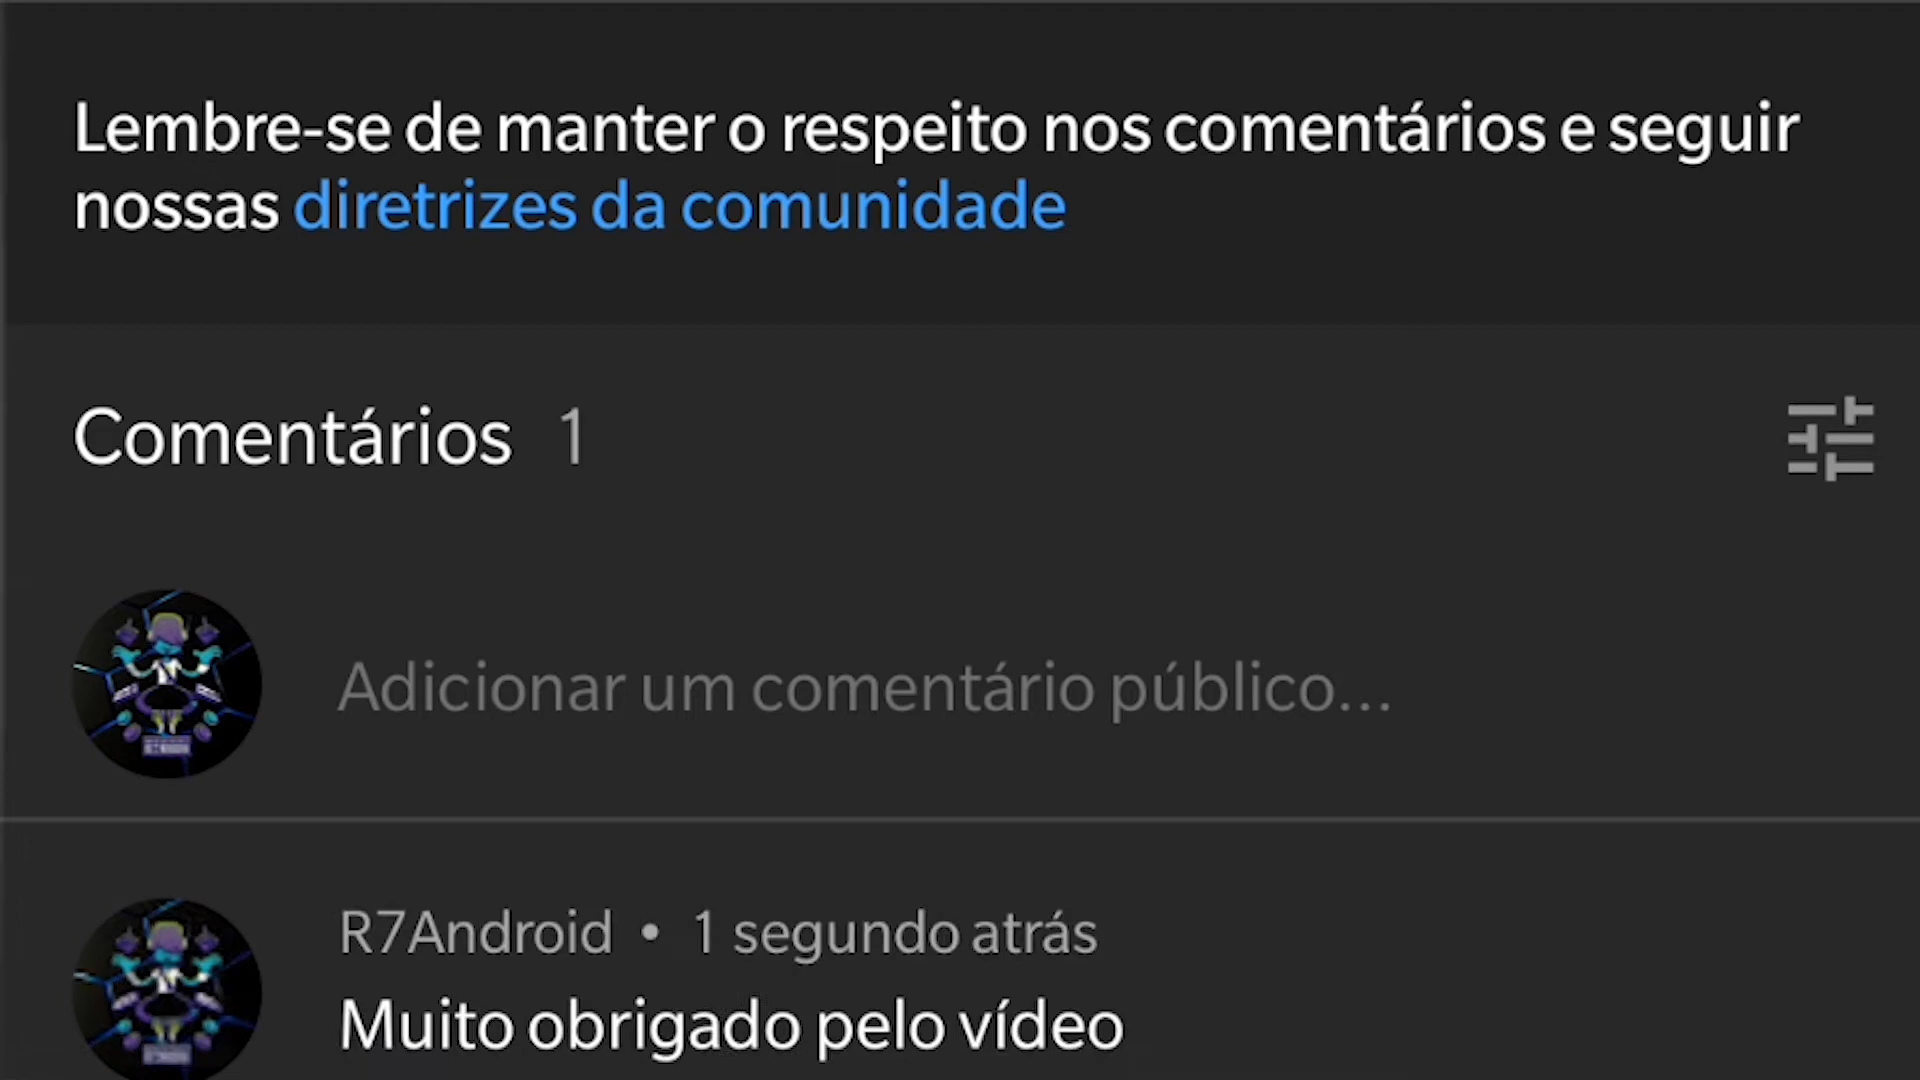 Lembre-se de manter o respeito nos comentários e seguir
nossas diretrizes da comunidade
Comentários 1
Adicionar um comentário público...
R7Android • 1 segundo atrás
Muito obrigado pelo vídeo